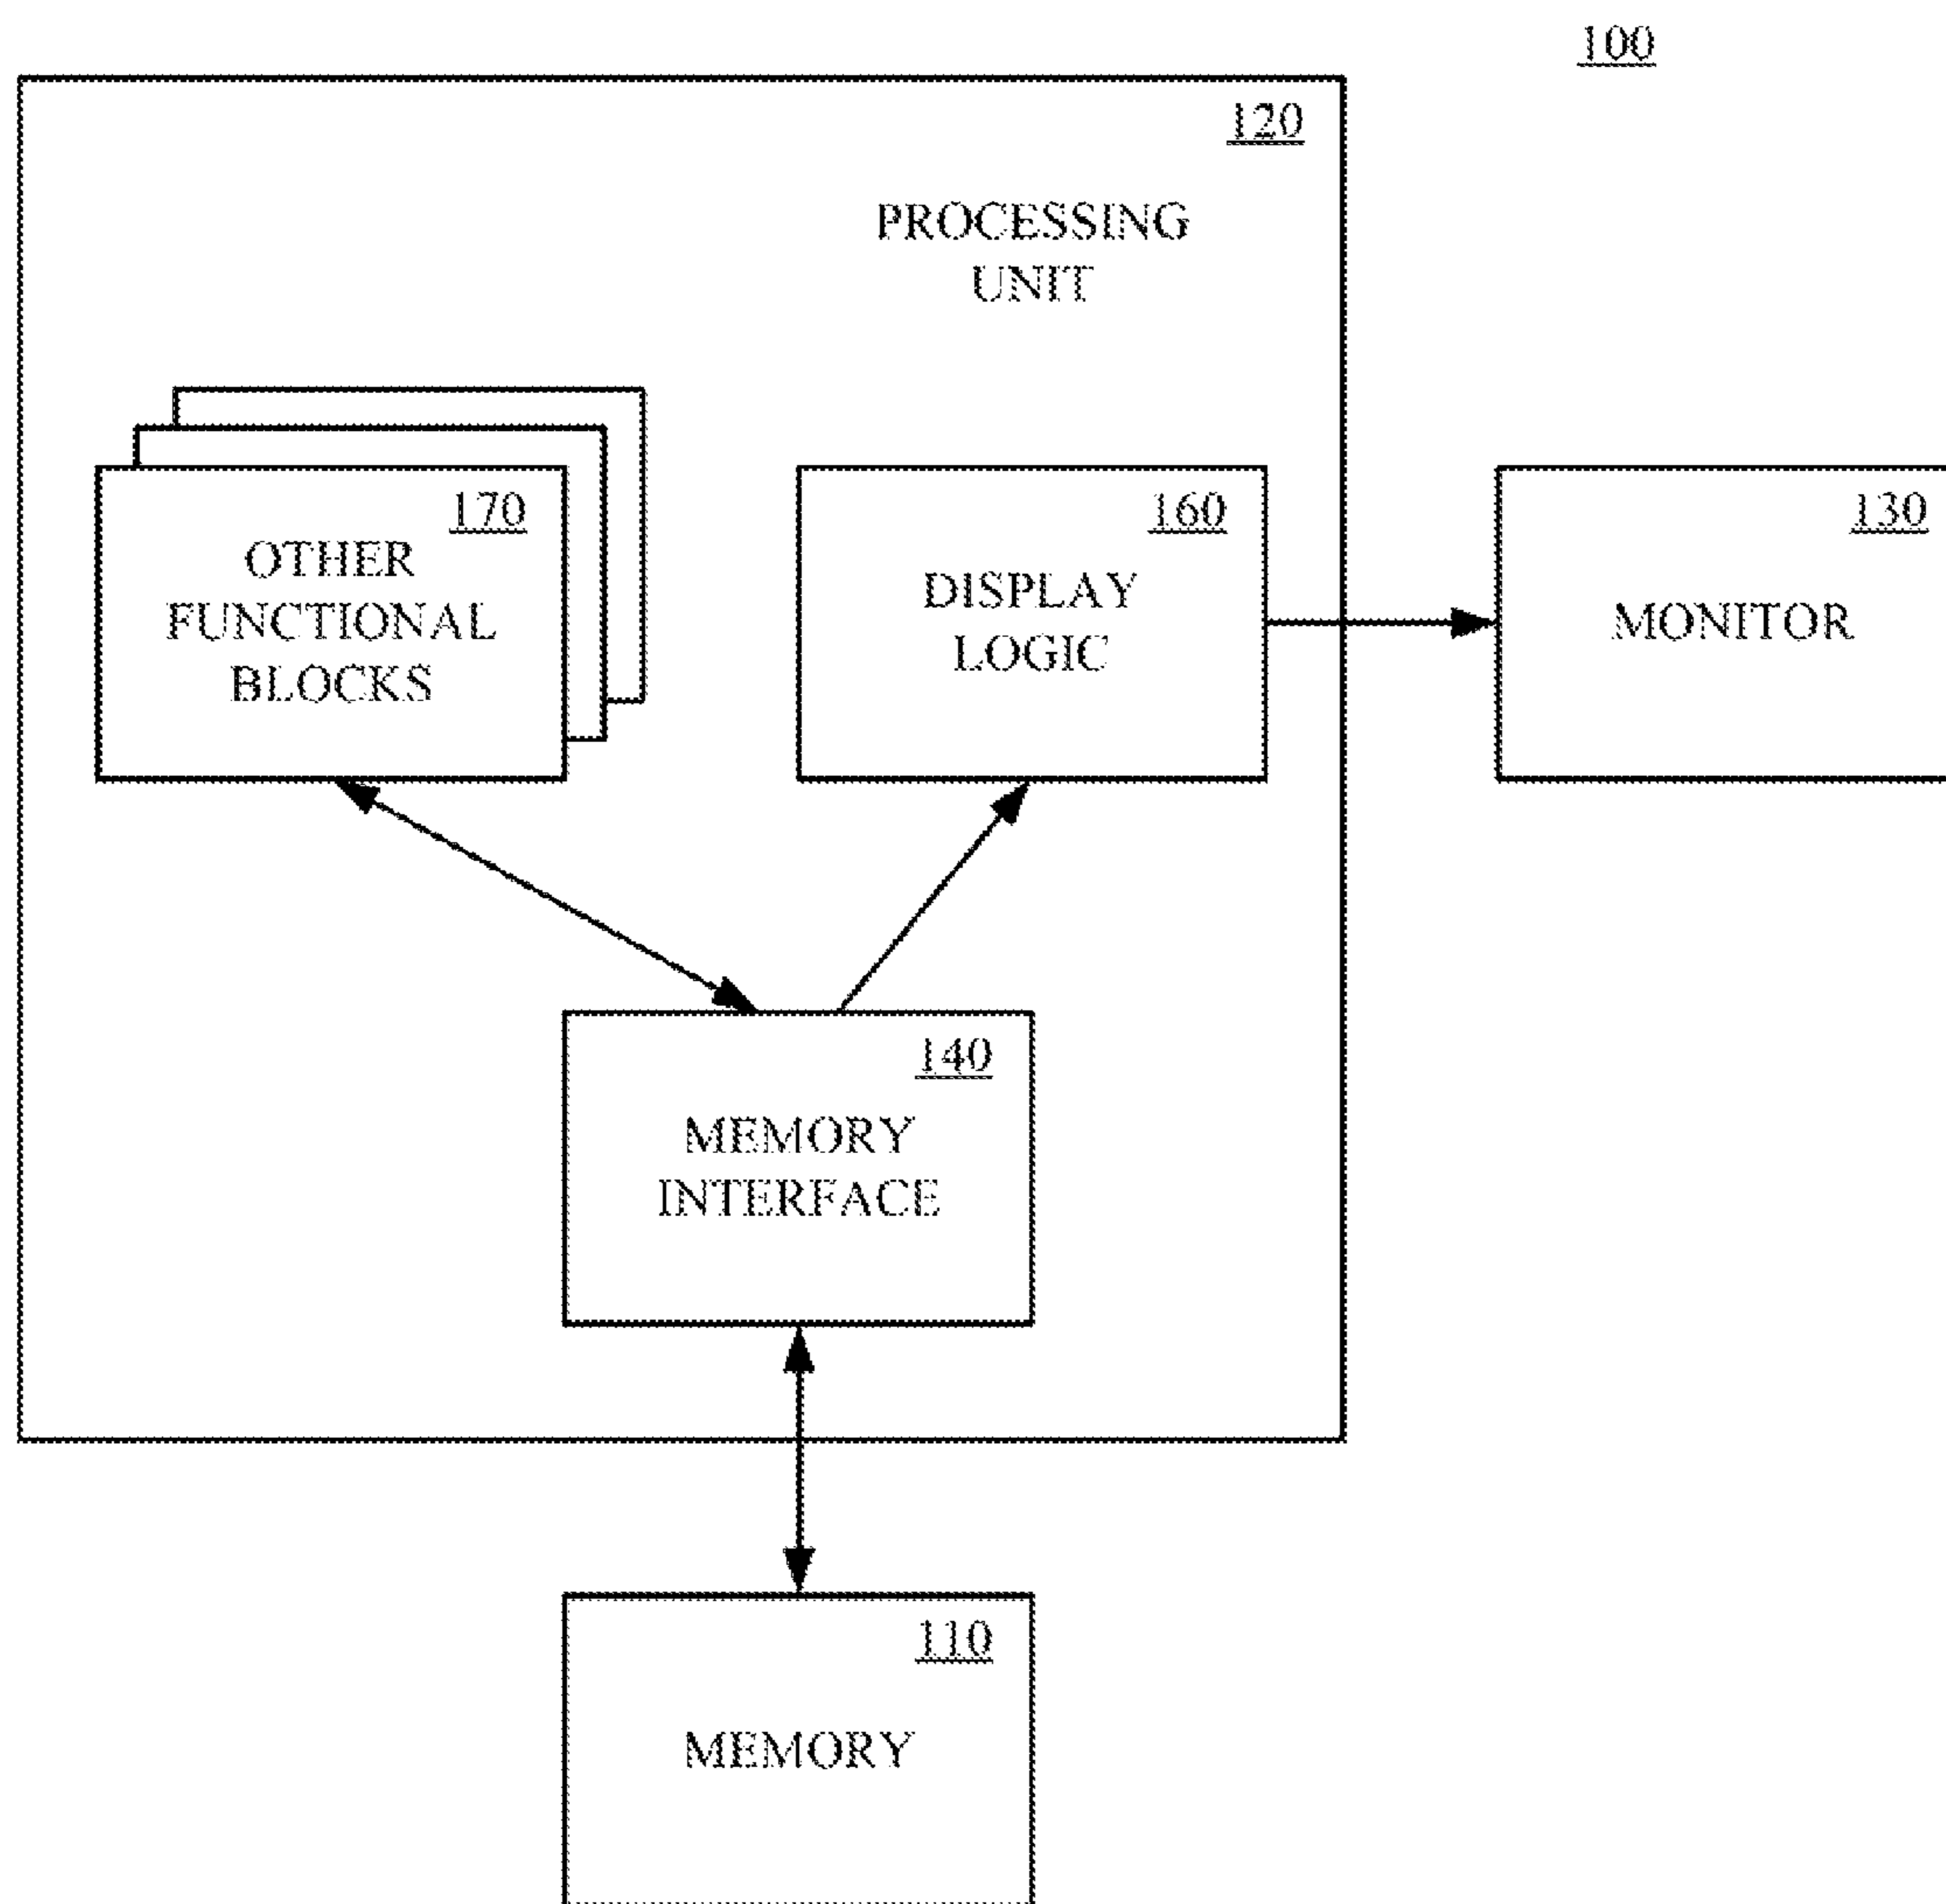 100
120
PROCESSING
UNIT
170
OTHER
FUNCTIONAL
BLOCKS
160
DISPLAY
LOGIC
130
MONITOR
140
MEMORY
INTERFACE
110
MEMORY